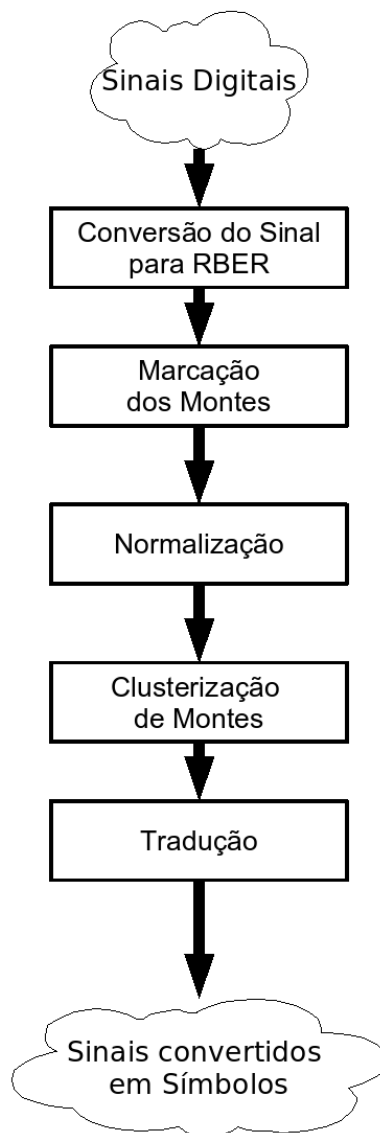 Sinais Digitais
Conversão do Sinal
para RBER
Marcação
dos Montes
Normalização
Clusterização
de Montes
Tradução
Sinais convertidos
em Símbolos